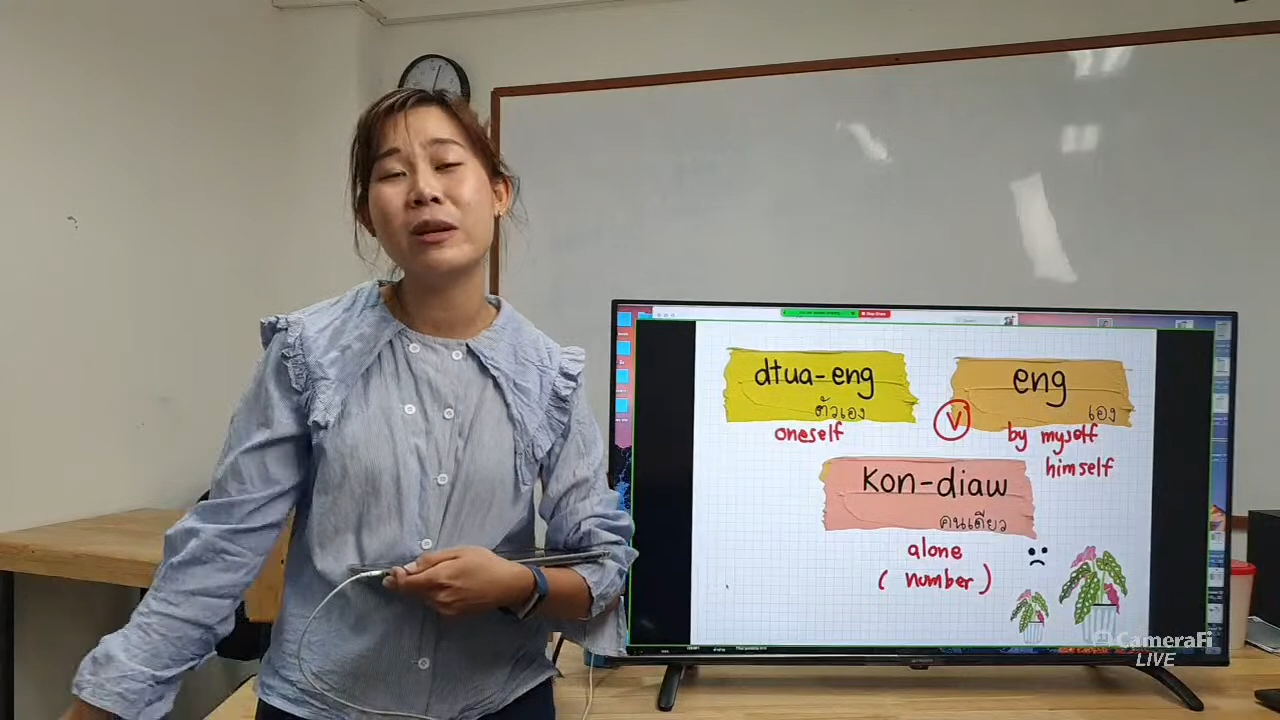 dtua-eng
ตัวเอง
oneself
eng
เอง
V
by myself
himself
kon-diaw
คนเดียว
alone
(number)
CameraFi
LIVE